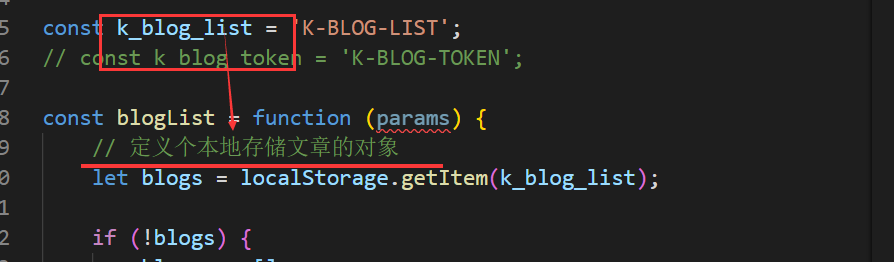 5 const k_blog_list = 'K-BLOG-LIST';
6 // const k blog token = 'K-BLOG-TOKEN';
7
8 const blogList = function (params) {
9 // 定义个本地存储文章的对象
0 let blogs = localStorage.getItem(k_blog_list);
1
2 if (!blogs) {